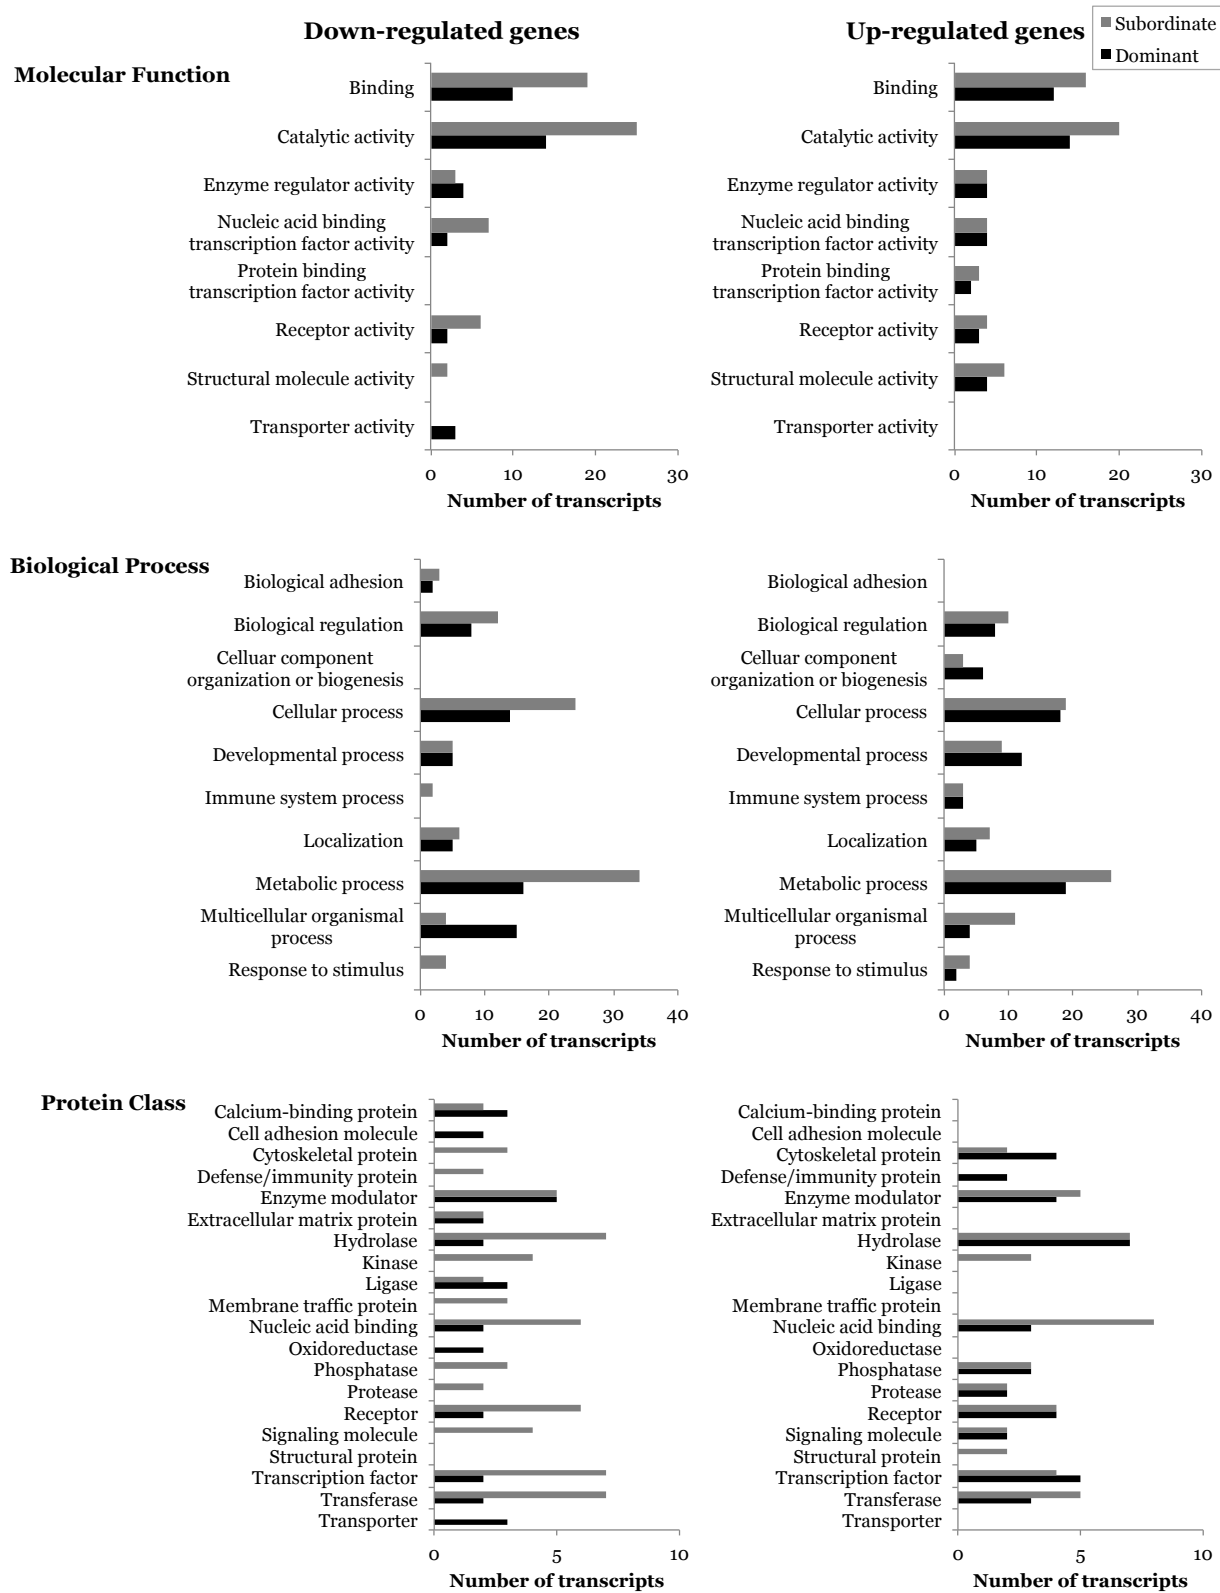 Down-regulated genes
Up-regulated genes
Subordinate
Dominant
Molecular Function
Binding
Catalytic activity
Enzyme regulator activity
Nucleic acid binding
transcription factor activity
Protein binding
transcription factor activity
Receptor activity
Structural molecule activity
Transporter activity
0 10 20 30
Number of transcripts
Binding
Catalytic activity
Enzyme regulator activity
Nucleic acid binding
transcription factor activity
Protein binding
transcription factor activity
Receptor activity
Structural molecule activity
Transporter activity
0 10 20 30
Number of transcripts
Biological Process
Biological adhesion
Biological regulation
Celluar component
organization or biogenesis
Cellular process
Developmental process
Immune system process
Localization
Metabolic process
Multicellular organismal
process
Response to stimulus
0 10 20 30 40
Number of transcripts
Biological adhesion
Biological regulation
Celluar component
organization or biogenesis
Cellular process
Developmental process
Immune system process
Localization
Metabolic process
Multicellular organismal
process
Response to stimulus
0 10 20 30 40
Number of transcripts
Protein Class
Calcium-binding protein
Cell adhesion molecule
Cytoskeletal protein
Defense/immunity protein
Enzyme modulator
Extracellular matrix protein
Hydrolase
Kinase
Ligase
Membrane traffic protein
Nucleic acid binding
Oxidoreductase
Phosphatase
Protease
Receptor
Signaling molecule
Structural protein
Transcription factor
Transferase
Transporter
0 5 10
Number of transcripts
Calcium-binding protein
Cell adhesion molecule
Cytoskeletal protein
Defense/immunity protein
Enzyme modulator
Extracellular matrix protein
Hydrolase
Kinase
Ligase
Membrane traffic protein
Nucleic acid binding
Oxidoreductase
Phosphatase
Protease
Receptor
Signaling molecule
Structural protein
Transcription factor
Transferase
Transporter
0 5 10
Number of transcripts